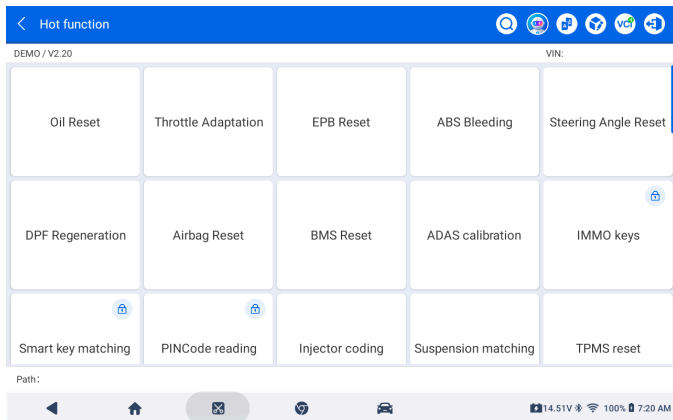 Hot function
VCI
DEMO / V2.20
VIN:
Oil Reset
Throttle Adaptation
EPB Reset
ABS Bleeding
Steering Angle Reset
DPF Regeneration
Airbag Reset
BMS Reset
ADAS calibration
IMMO keys
Smart key matching
PINCode reading
Injector coding
Suspension matching
TPMS reset
Path:
14.51V 100% 7:20 AM